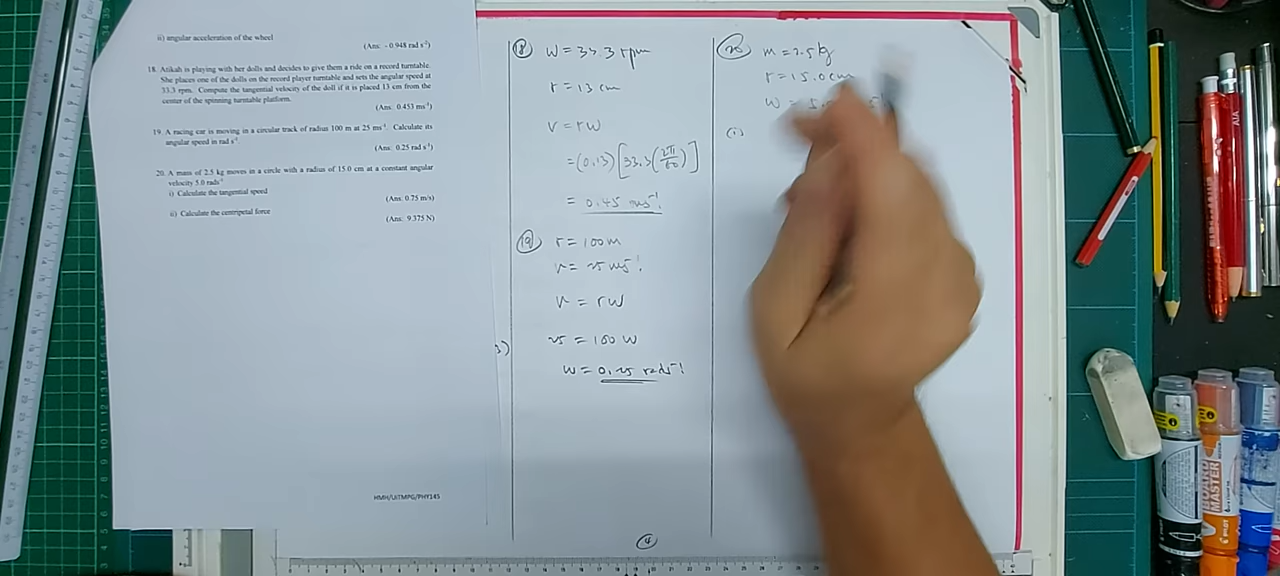 ii) angular acceleration of the wheel
(Ans: - 0.948 rad s⁻²)
18. Atikah is playing with her dolls and decides to give them a ride on a record turntable.
She places one of the dolls on the record player turntable and sets the angular speed at
33.3 rpm. Compute the tangential velocity of the doll if it is placed 13 cm from the
center of the spinning turntable platform.
(Ans: 0.453 ms⁻¹)
19. A racing car is moving in a circular track of radius 100 m at 25 ms⁻¹. Calculate its
angular speed in rad s⁻¹.
(Ans: 0.25 rad s⁻¹)
20. A mass of 2.5 kg moves in a circle with a radius of 15.0 cm at a constant angular
velocity 5.0 rads⁻¹
i) Calculate the tangential speed
(Ans: 0.75 m/s)
ii) Calculate the centripetal force
(Ans: 9.375 N)
HMH/UiTMPG/PHY145
18 ω = 33.3 rpm
r = 13 cm
v = rω
= (0.13)[33.3(2π/60)]
= 0.45 ms⁻¹
19 r = 100m
v = 25 ms⁻¹
v = rω
25 = 100 ω
ω = 0.25 rads⁻¹
4
20 m = 2.5 kg
r = 15.0 cm
ω = 5.
(i)
BOARD
MASTER
PILOT